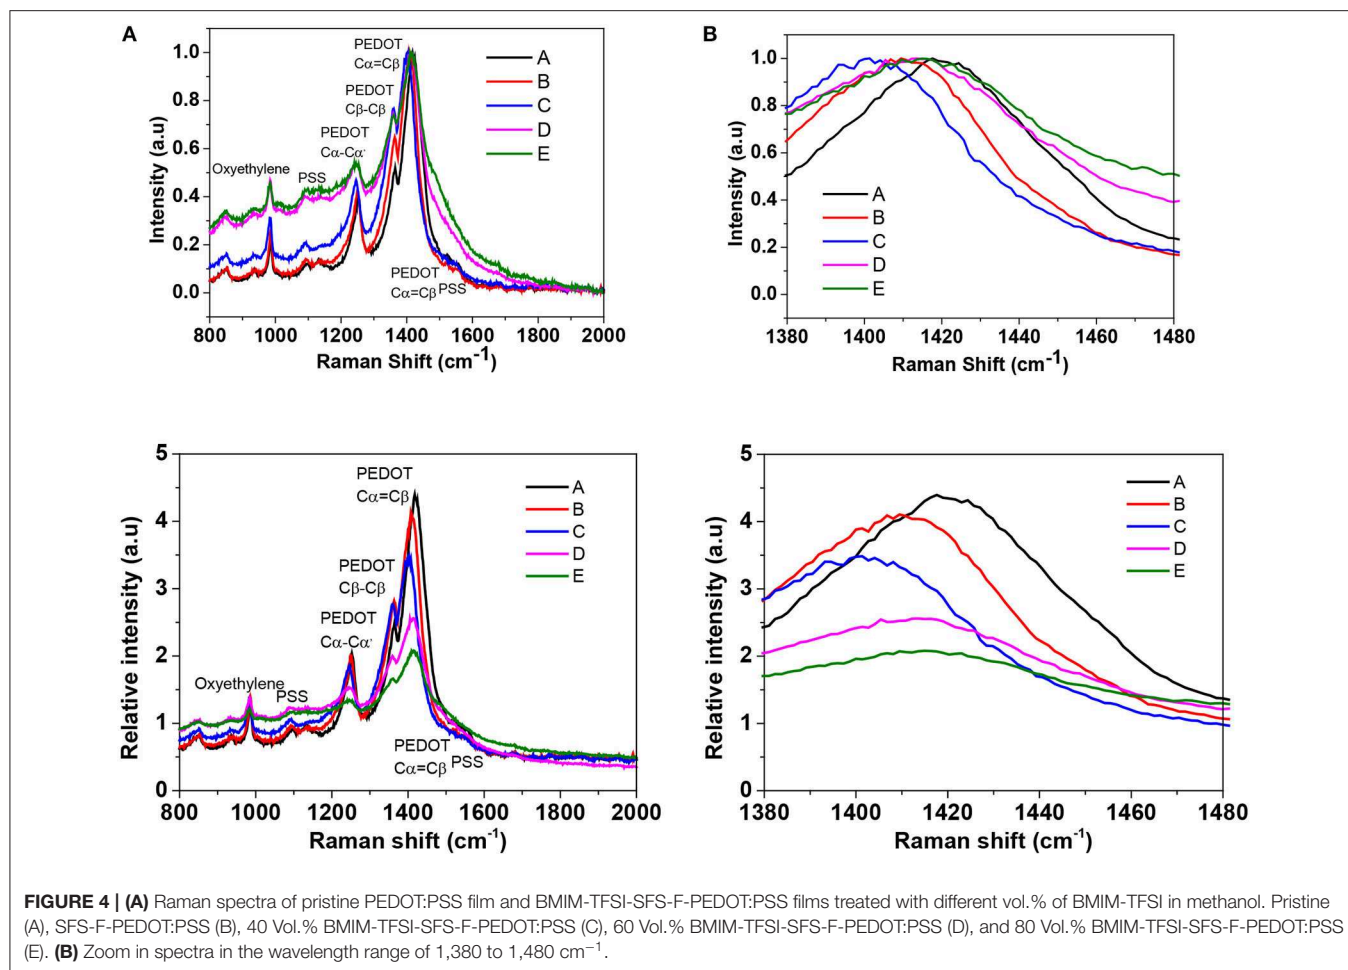 A
PEDOT
Cα=Cβ
PEDOT
Cβ-Cβ
PEDOT
Cα-Cα'
Oxyethylene
PSS
PEDOT
Cα=Cβ PSS
A
B
C
D
E
1.0
0.8
0.6
0.4
0.2
0.0
Intensity (a.u)
800 1000 1200 1400 1600 1800 2000
Raman Shift (cm-1)
B
A
B
C
D
E
1.0
0.8
0.6
0.4
0.2
0.0
Intensity (a.u)
1380 1400 1420 1440 1460 1480
Raman Shift (cm-1)
PEDOT
Cα=Cβ
PEDOT
Cβ-Cβ
PEDOT
Cα-Cα'
Oxyethylene
PSS
PEDOT
Cα=Cβ PSS
A
B
C
D
E
5
4
3
2
1
0
Relative intensity (a.u)
800 1000 1200 1400 1600 1800 2000
Raman shift (cm-1)
A
B
C
D
E
5
4
3
2
1
0
Relative intensity (a.u)
1380 1400 1420 1440 1460 1480
Raman shift (cm-1)
FIGURE 4 | (A) Raman spectra of pristine PEDOT:PSS film and BMIM-TFSI-SFS-F-PEDOT:PSS films treated with different vol.% of BMIM-TFSI in methanol. Pristine
(A), SFS-F-PEDOT:PSS (B), 40 Vol.% BMIM-TFSI-SFS-F-PEDOT:PSS (C), 60 Vol.% BMIM-TFSI-SFS-F-PEDOT:PSS (D), and 80 Vol.% BMIM-TFSI-SFS-F-PEDOT:PSS
(E). (B) Zoom in spectra in the wavelength range of 1,380 to 1,480 cm−1.